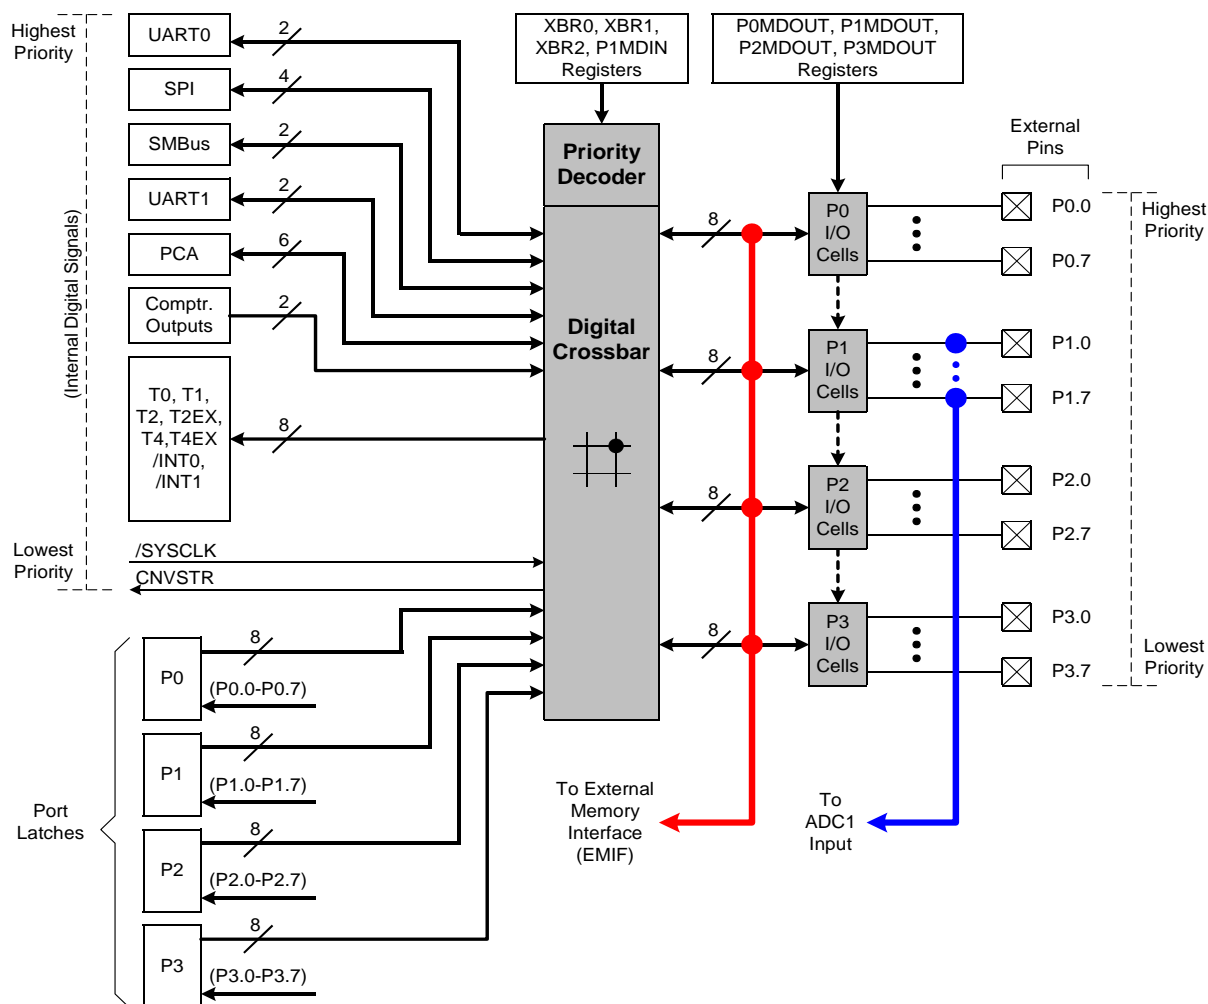 Highest
Priority
UART0
2
SPI
4
SMBus
2
UART1
2
PCA
6
Comptr.
Outputs
2
T0, T1,
T2, T2EX,
T4,T4EX
/INT0,
/INT1
8
(Internal Digital Signals)
Lowest
Priority
/SYSCLK
CNVSTR
XBR0, XBR1,
XBR2, P1MDIN
Registers
P0MDOUT, P1MDOUT,
P2MDOUT, P3MDOUT
Registers
Priority
Decoder
Digital
Crossbar
8
8
8
8
P0
I/O
Cells
P1
I/O
Cells
P2
I/O
Cells
P3
I/O
Cells
External
Pins
P0.0
P0.7
P1.0
P1.7
P2.0
P2.7
P3.0
P3.7
Highest
Priority
Lowest
Priority
Port
Latches
P0
8
(P0.0-P0.7)
P1
8
(P1.0-P1.7)
P2
8
(P2.0-P2.7)
P3
8
(P3.0-P3.7)
To External
Memory
Interface
(EMIF)
To
ADC1
Input